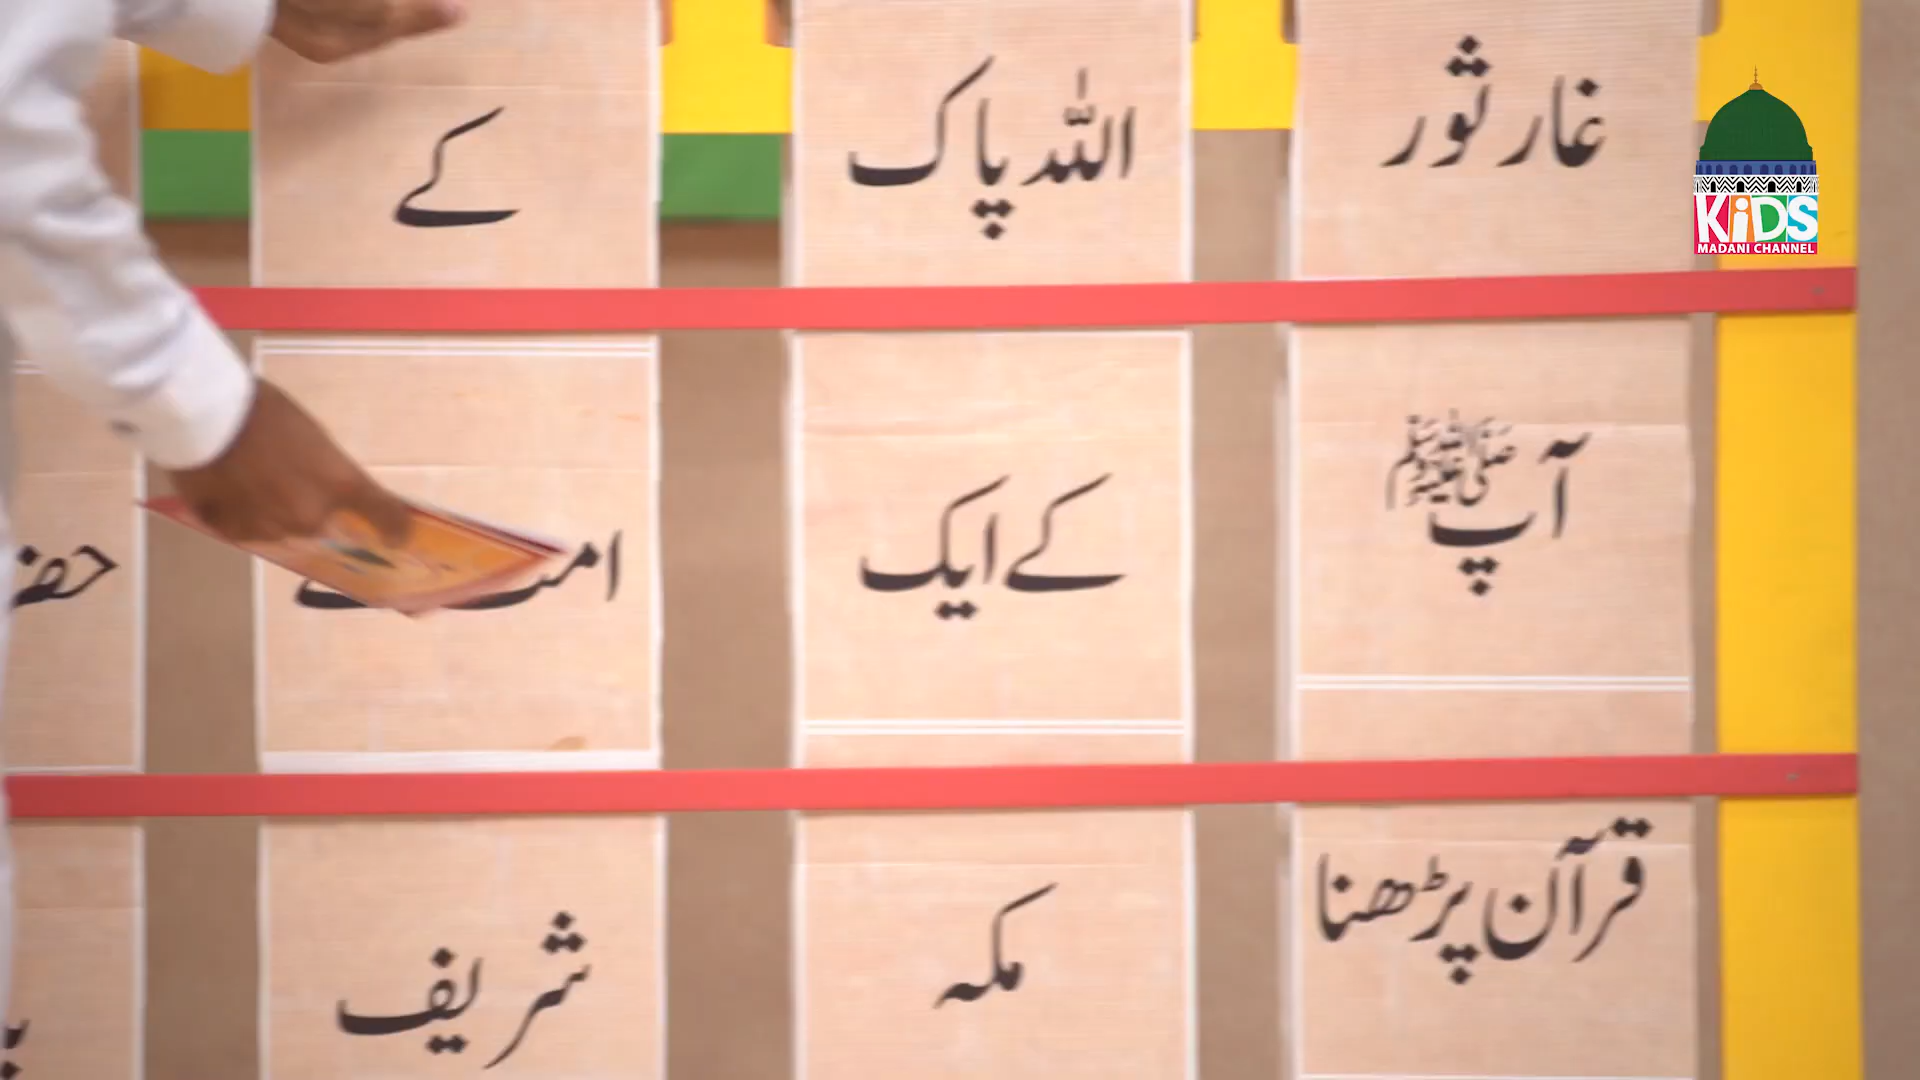 غار ثور
اللہ پاک
کے
آپ ﷺ
کے ایک
قرآن پڑھنا
مکہ
شریف
KiDS
MADANI CHANNEL